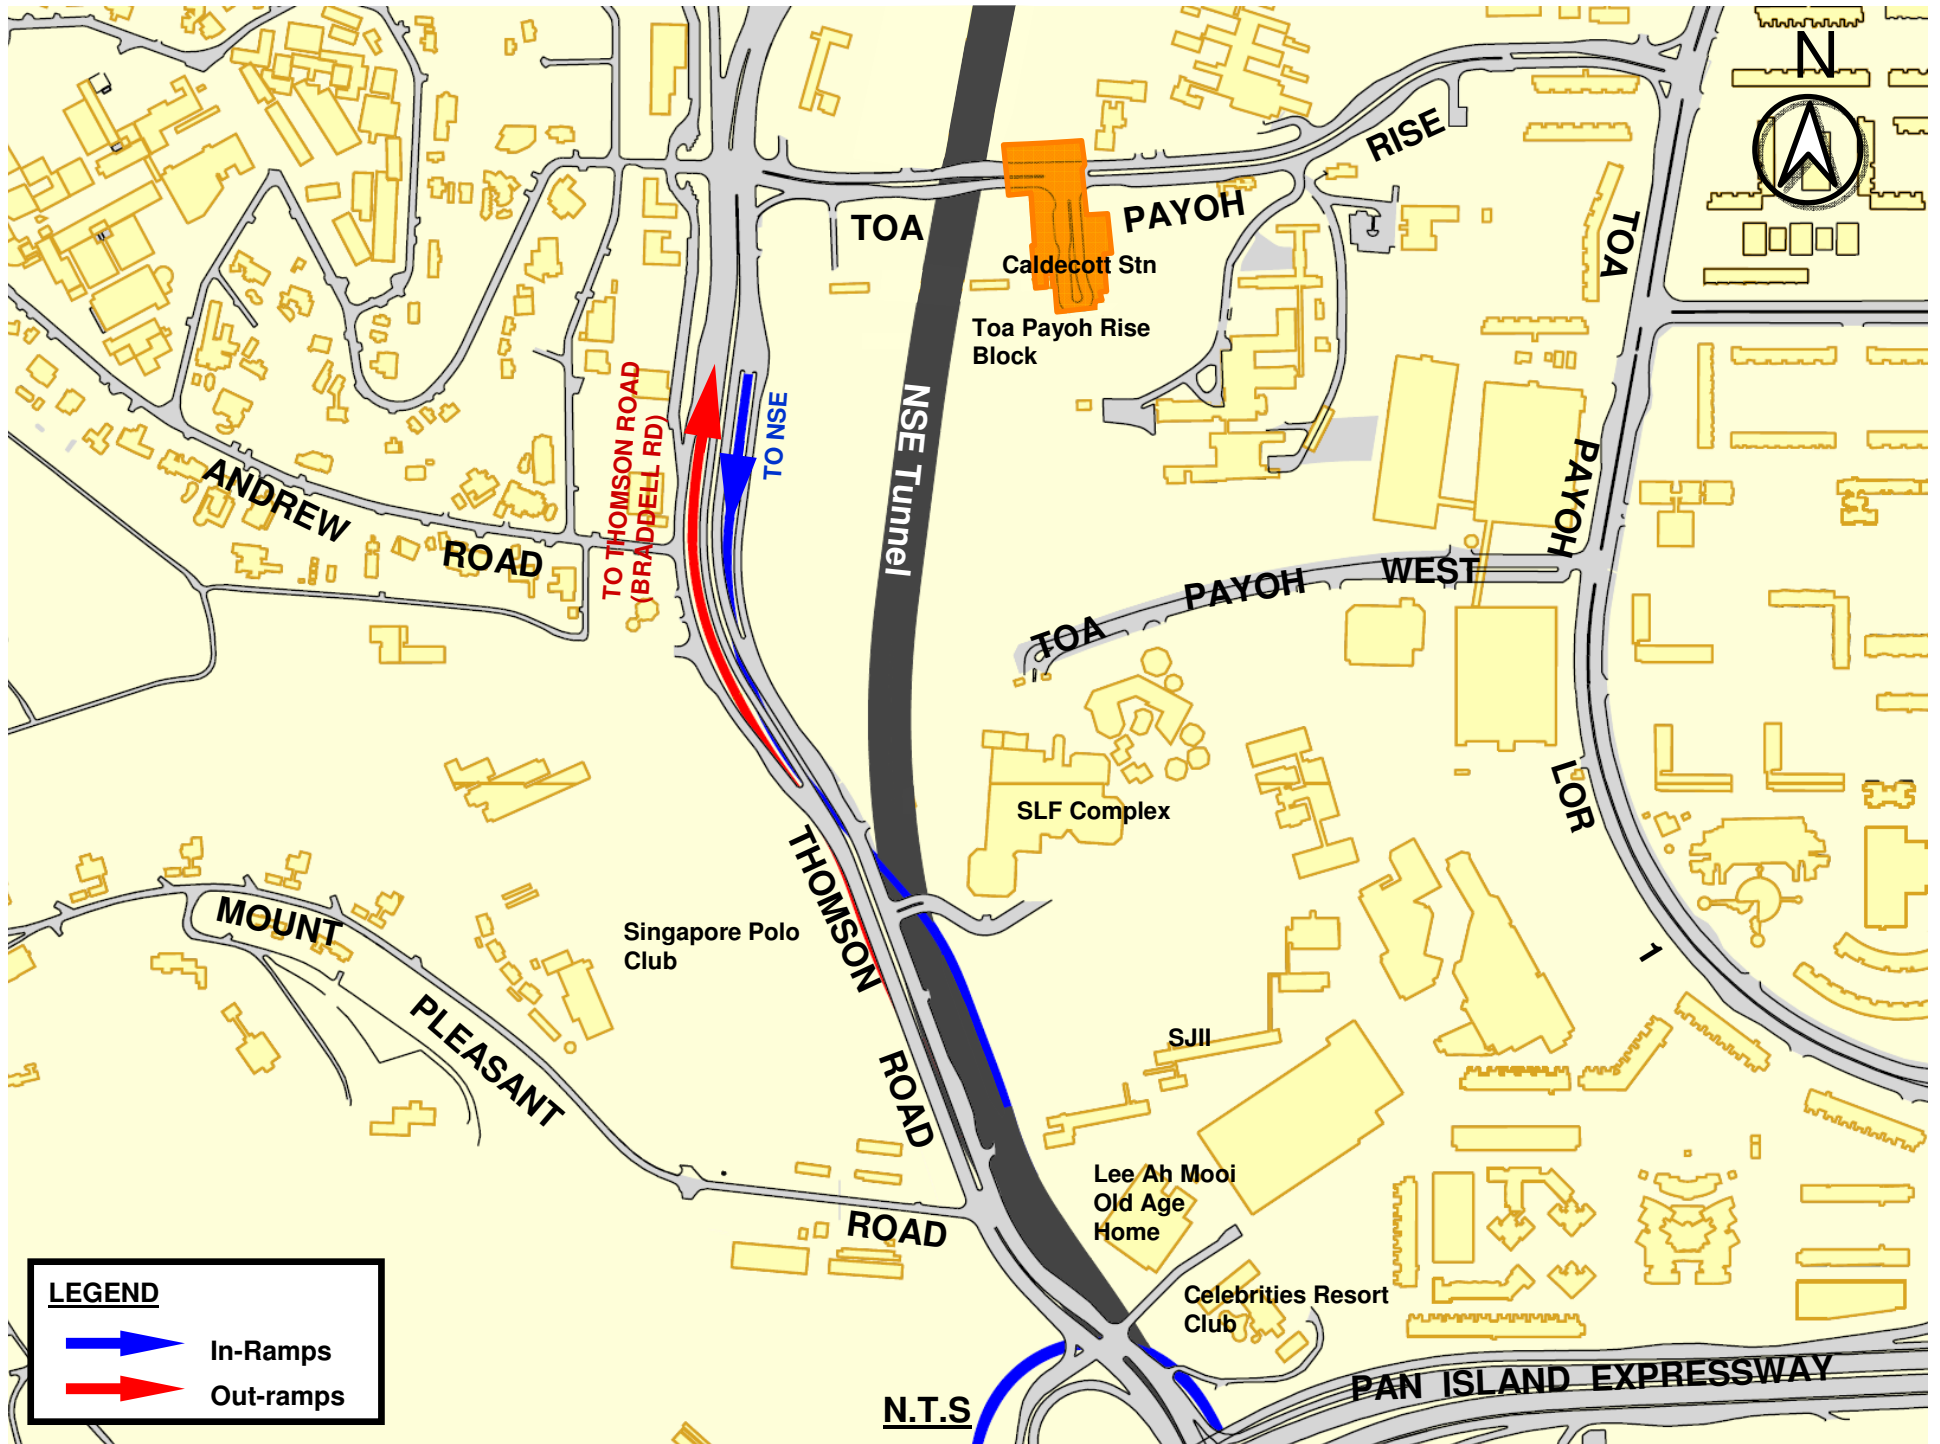 N
RISE
TOA
PAYOH
TOA
Caldecott Stn
Toa Payoh Rise
Block
TO THOMSON ROAD
(BRADDELL RD)
TO NSE
NSE Tunnel
ANDREW
ROAD
PAYOH
TOA
PAYOH
WEST
LOR
1
SLF Complex
THOMSON
ROAD
Singapore Polo
Club
MOUNT
PLEASANT
ROAD
SJII
Lee Ah Mooi
Old Age
Home
Celebrities Resort
Club
PAN ISLAND EXPRESSWAY
N.T.S
LEGEND
In-Ramps
Out-ramps